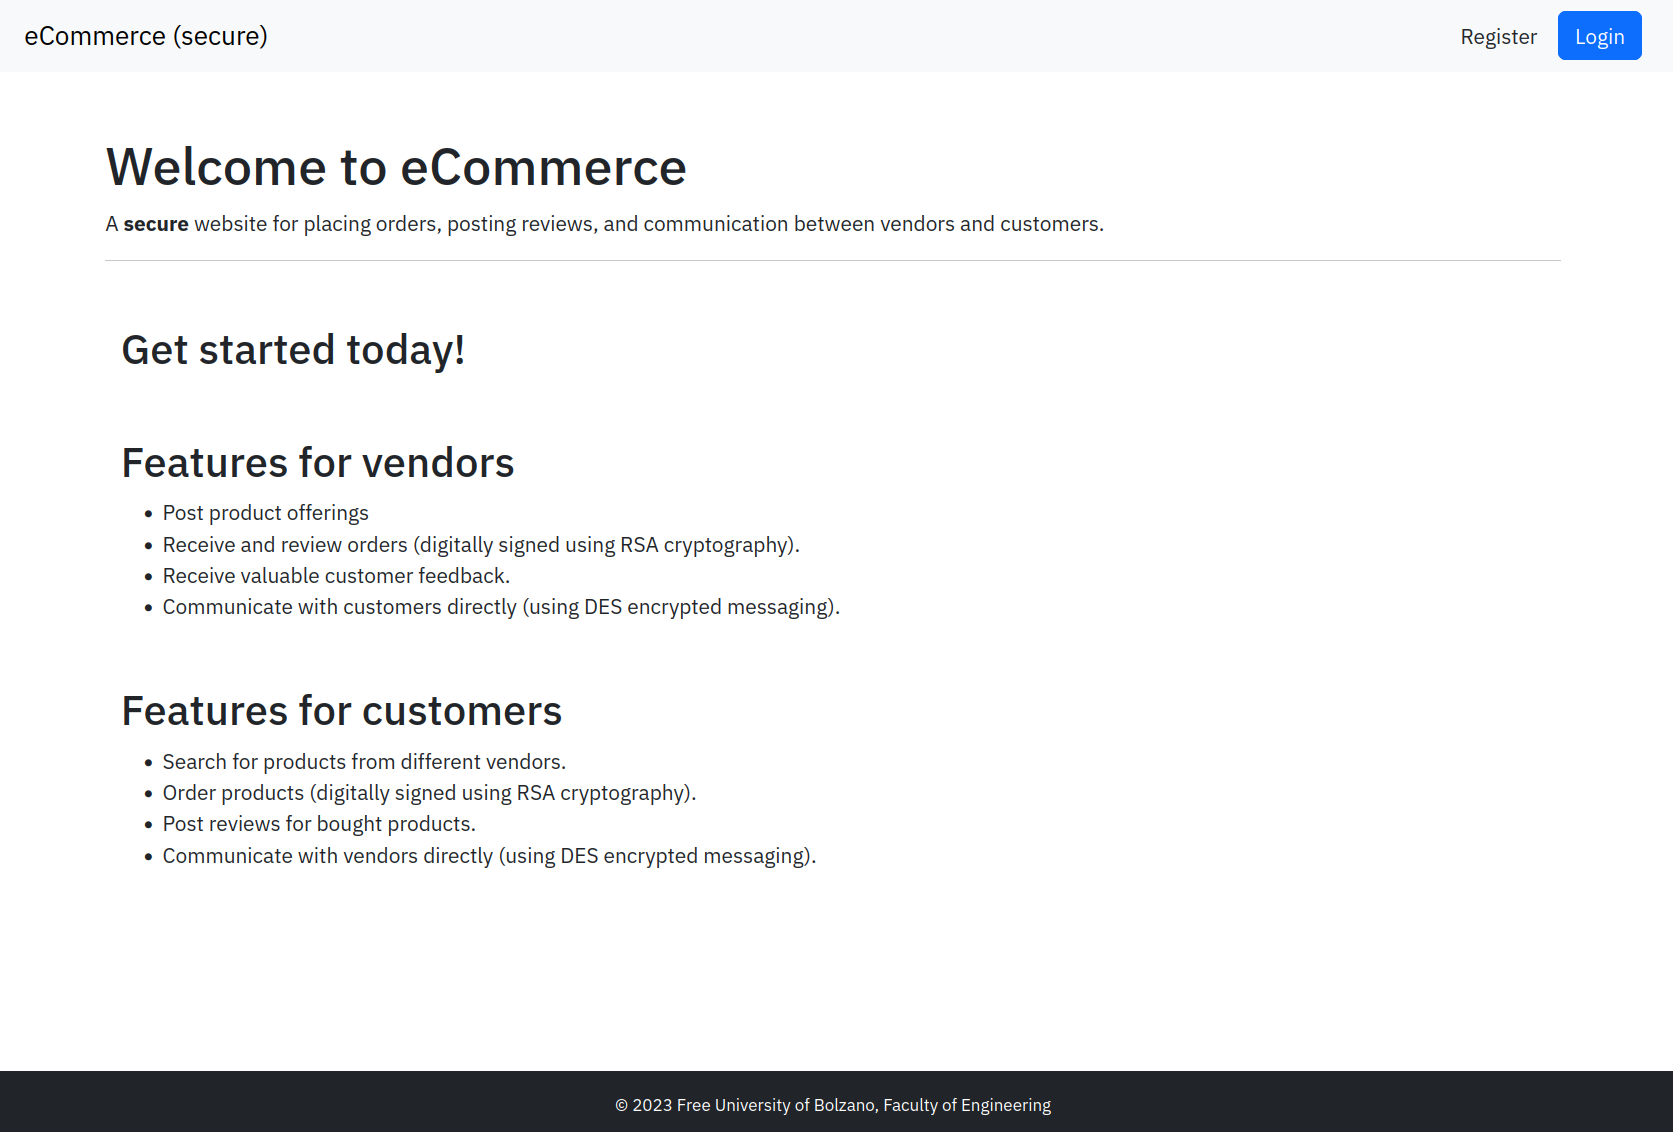 eCommerce (secure)
Register
Login
Welcome to eCommerce
A secure website for placing orders, posting reviews, and communication between vendors and customers.
Get started today!
Features for vendors
• Post product offerings
• Receive and review orders (digitally signed using RSA cryptography).
• Receive valuable customer feedback.
• Communicate with customers directly (using DES encrypted messaging).
Features for customers
• Search for products from different vendors.
• Order products (digitally signed using RSA cryptography).
• Post reviews for bought products.
• Communicate with vendors directly (using DES encrypted messaging).
© 2023 Free University of Bolzano, Faculty of Engineering